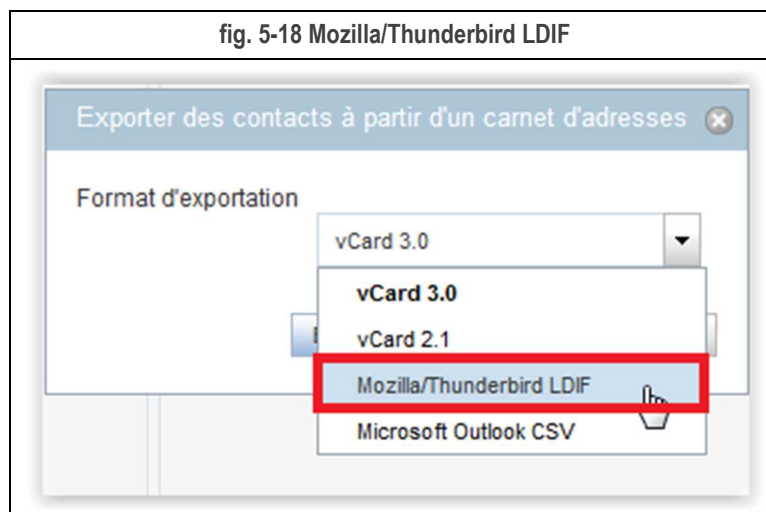 fig. 5-18 Mozilla/Thunderbird LDIF
Exporter des contacts à partir d'un carnet d'adresses
Format d'exportation
vCard 3.0
vCard 3.0
vCard 2.1
Mozilla/Thunderbird LDIF
Microsoft Outlook CSV